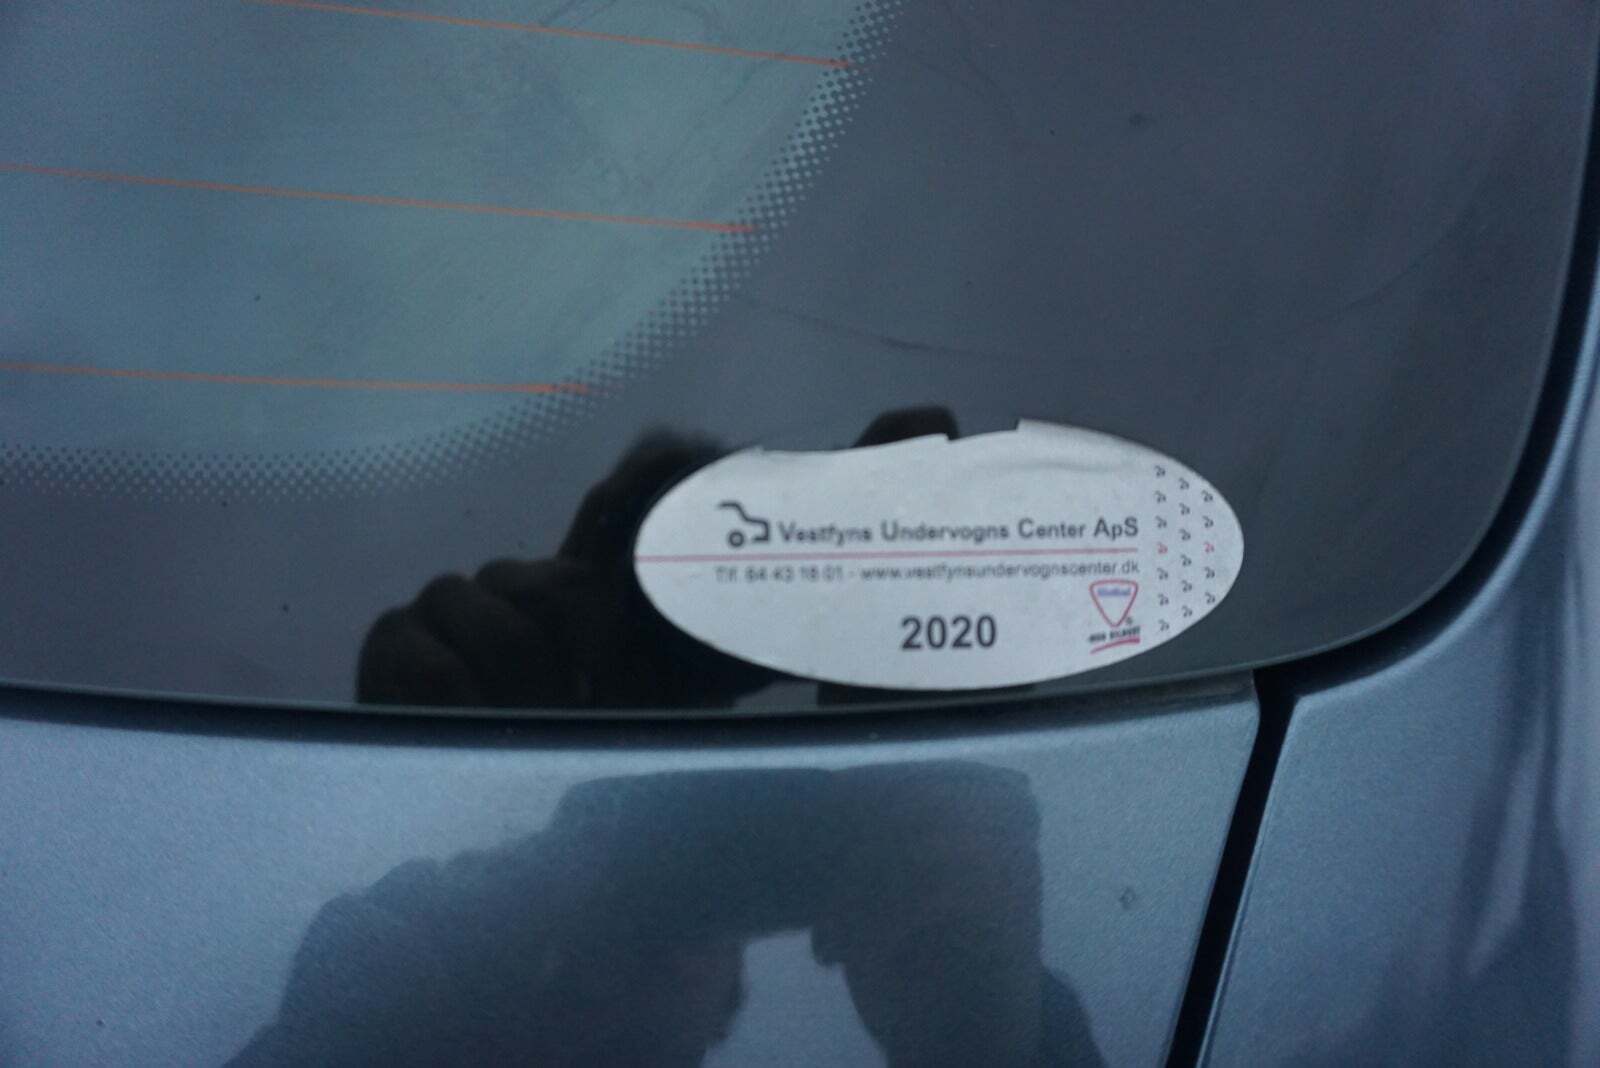 Vestfyns Undervogns Center ApS
Tlf. 64 43 18 01 - www.vestfynsundervognscenter.dk
2020